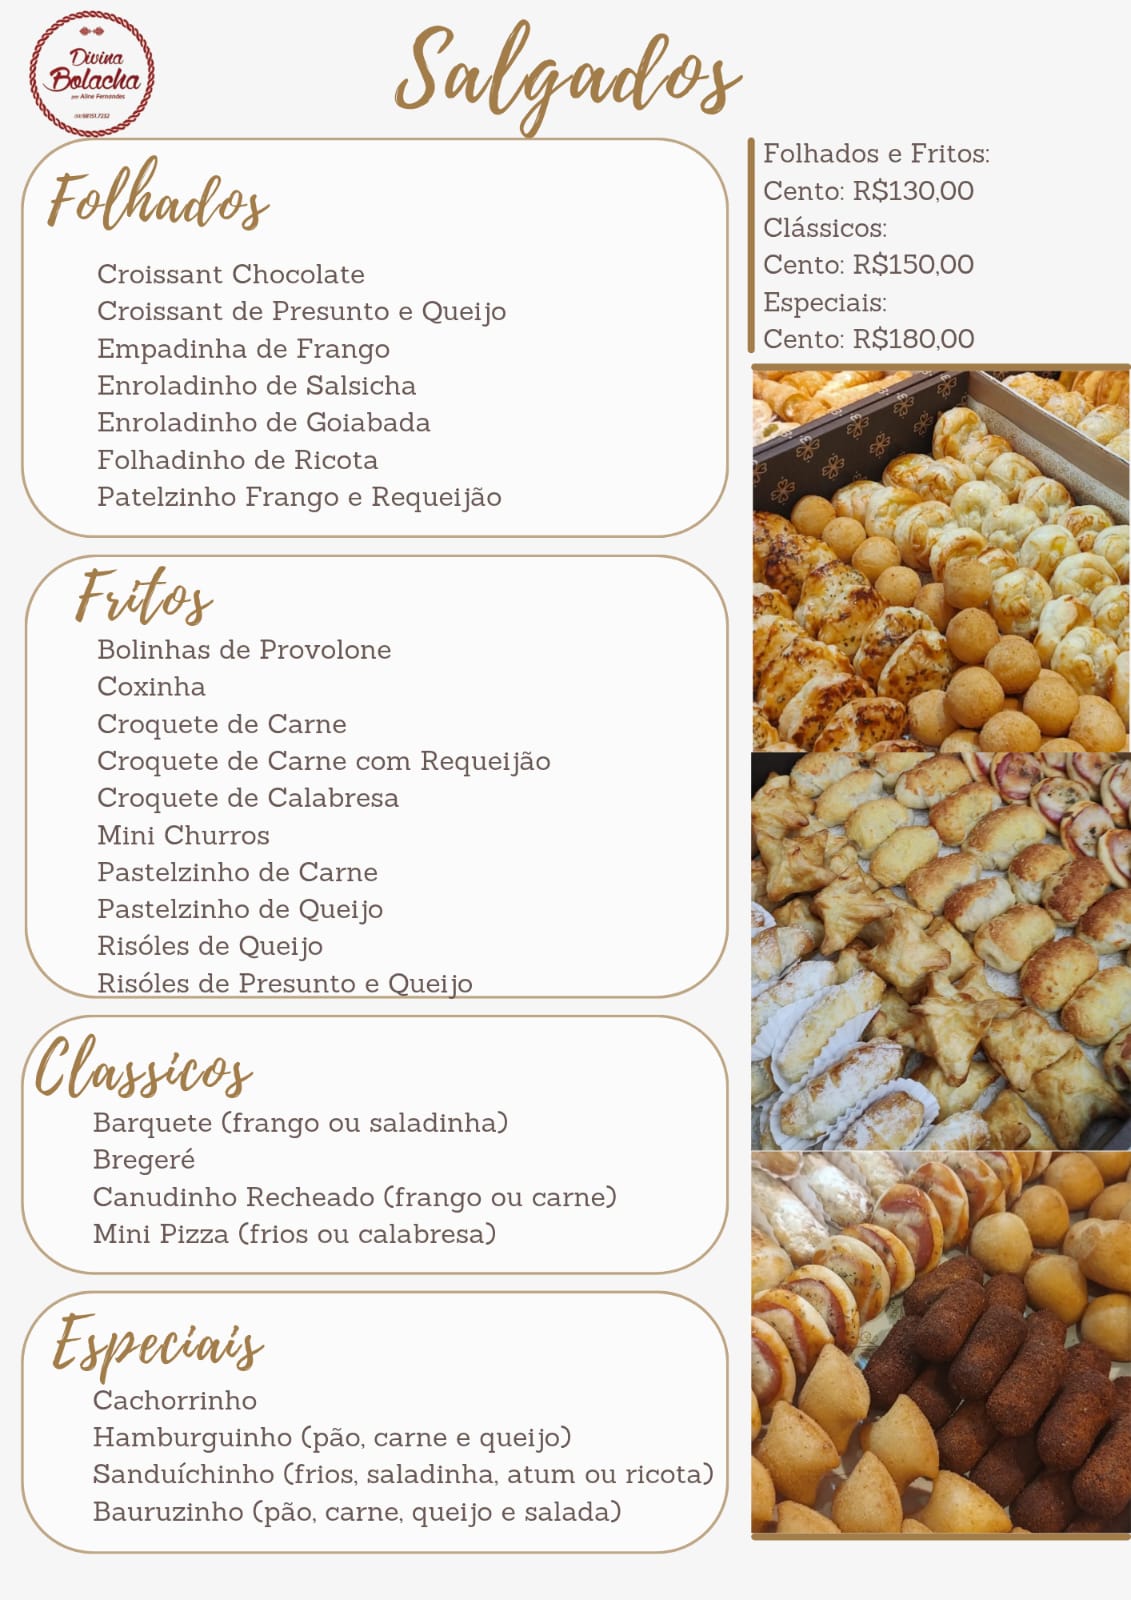 Divina
Bolacha
por Aline Fernandes
Salgados
Folhados e Fritos:
Cento: R$130,00
Clássicos:
Cento: R$150,00
Especiais:
Cento: R$180,00
Folhados
Croissant Chocolate
Croissant de Presunto e Queijo
Empadinha de Frango
Enroladinho de Salsicha
Enroladinho de Goiabada
Folhadinho de Ricota
Patelzinho Frango e Requeijão
Fritos
Bolinhas de Provolone
Coxinha
Croquete de Carne
Croquete de Carne com Requeijão
Croquete de Calabresa
Mini Churros
Pastelzinho de Carne
Pastelzinho de Queijo
Risóles de Queijo
Risóles de Presunto e Queijo
Classicos
Barquete (frango ou saladinha)
Bregeré
Canudinho Recheado (frango ou carne)
Mini Pizza (frios ou calabresa)
Especiais
Cachorrinho
Hamburguinho (pão, carne e queijo)
Sanduíchinho (frios, saladinha, atum ou ricota)
Bauruzinho (pão, carne, queijo e salada)